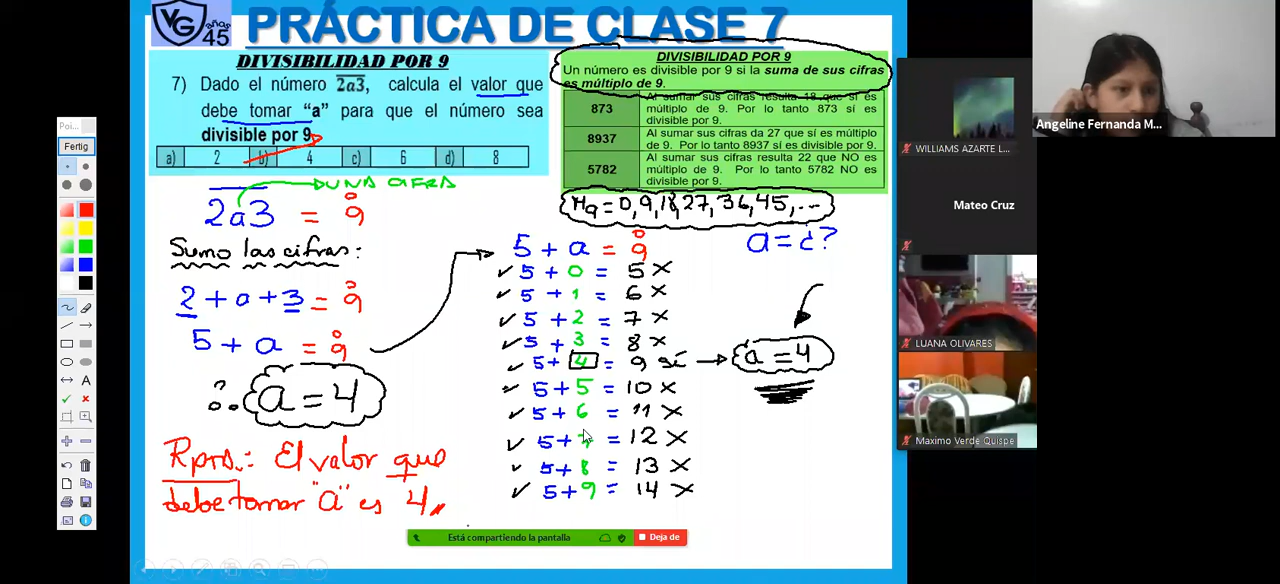 VG
años
45
PRÁCTICA DE CLASE 7
DIVISIBILIDAD POR 9
7) Dado el número 2a3, calcula el valor que
debe tomar "a" para que el número sea
divisible por 9.
a) 2 b) 4 c) 6 d) 8
DIVISIBILIDAD POR 9
Un número es divisible por 9 si la suma de sus cifras
es múltiplo de 9.
873
Al sumar sus cifras resulta 18 que sí es
múltiplo de 9. Por lo tanto 873 sí es
divisible por 9.
8937
Al sumar sus cifras da 27 que sí es múltiplo
de 9. Por lo tanto 8937 sí es divisible por 9.
5782
Al sumar sus cifras resulta 22 que NO es
múltiplo de 9. Por lo tanto 5782 NO es
divisible por 9.
M9 = 0, 9, 18, 27, 36, 45, ...
UNA CIFRA
2a3 = 9°
Sumo las cifras:
2 + a + 3 = 9°
5 + a = 9°
∴ a = 4
Rpta.: El valor que
debe tomar "a" es 4
5 + a = 9°
a = ¿?
✓ 5 + 0 = 5 X
✓ 5 + 1 = 6 X
✓ 5 + 2 = 7 X
✓ 5 + 3 = 8 X
✓ 5 + 4 = 9 sí → a = 4
✓ 5 + 5 = 10 X
✓ 5 + 6 = 11 X
✓ 5 + 7 = 12 X
✓ 5 + 8 = 13 X
✓ 5 + 9 = 14 X
Poi...
Fertig
A
Está compartiendo la pantalla
Deja de
Angeline Fernanda M...
WILLIAMS AZARTE L...
Mateo Cruz
LUANA OLIVARES
Maximo Verde Quispe